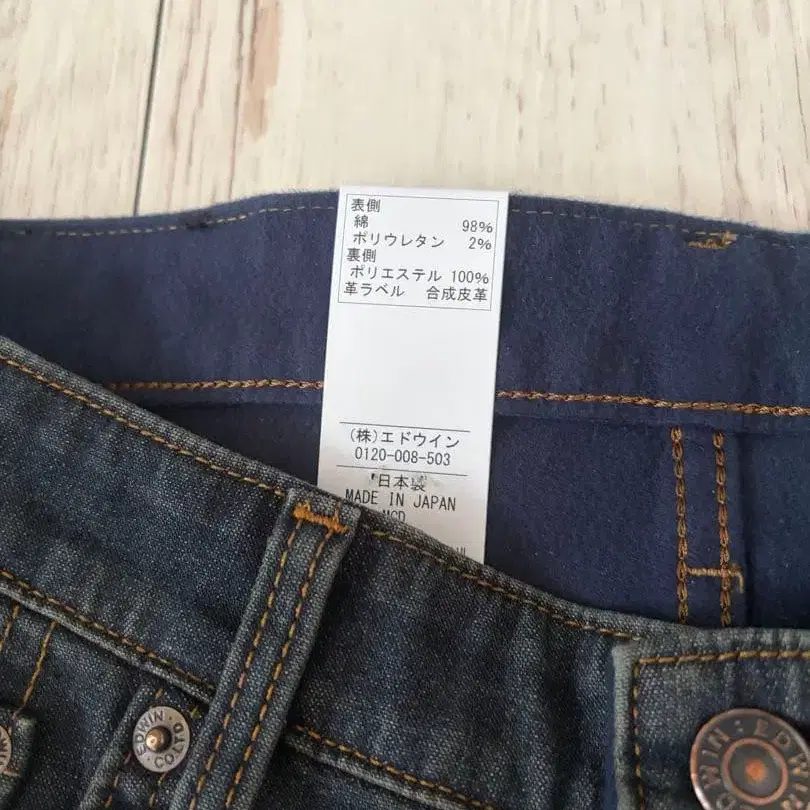 表側
綿 98%
ポリウレタン 2%
裏側
ポリエステル 100%
革ラベル 合成皮革
(株)エドウイン
0120-008-503
日本製
MADE IN JAPAN
MCD
EDWIN · COLTD
EDWIN